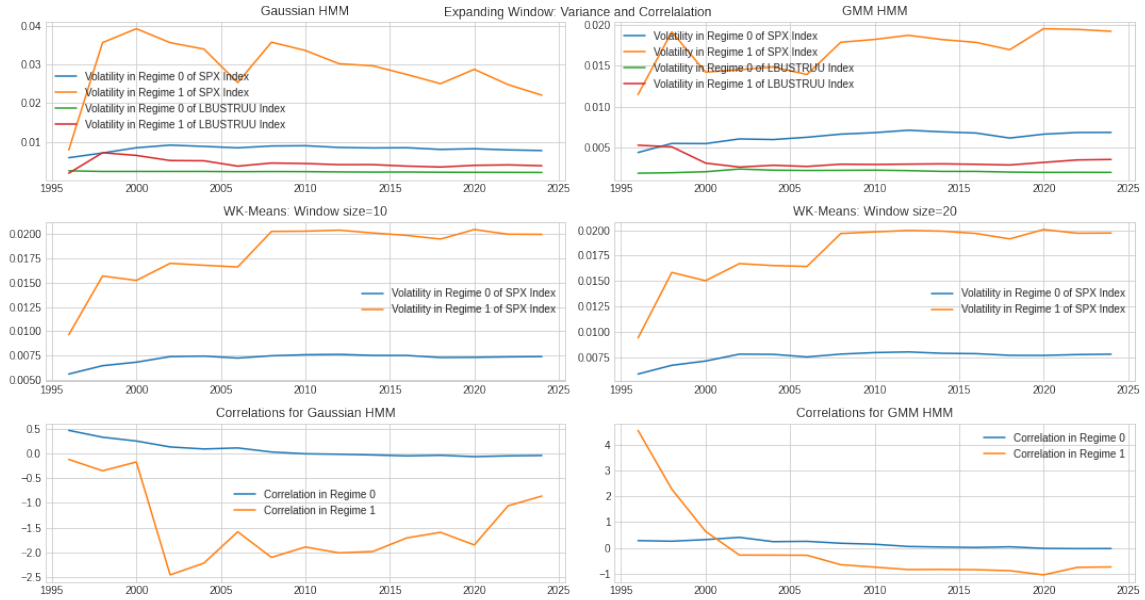 Expanding Window: Variance and Correlalation
Gaussian HMM
0.04
0.03
0.02
0.01
Volatility in Regime 0 of SPX Index
Volatility in Regime 1 of SPX Index
Volatility in Regime 0 of LBUSTRUU Index
Volatility in Regime 1 of LBUSTRUU Index
1995 2000 2005 2010 2015 2020 2025
GMM HMM
0.020
0.015
0.010
0.005
Volatility in Regime 0 of SPX Index
Volatility in Regime 1 of SPX Index
Volatility in Regime 0 of LBUSTRUU Index
Volatility in Regime 1 of LBUSTRUU Index
1995 2000 2005 2010 2015 2020 2025
WK-Means: Window size=10
0.0200
0.0175
0.0150
0.0125
0.0100
0.0075
0.0050
Volatility in Regime 0 of SPX Index
Volatility in Regime 1 of SPX Index
1995 2000 2005 2010 2015 2020 2025
WK-Means: Window size=20
0.0200
0.0175
0.0150
0.0125
0.0100
0.0075
Volatility in Regime 0 of SPX Index
Volatility in Regime 1 of SPX Index
1995 2000 2005 2010 2015 2020 2025
Correlations for Gaussian HMM
0.5
0.0
−0.5
−1.0
−1.5
−2.0
−2.5
Correlation in Regime 0
Correlation in Regime 1
1995 2000 2005 2010 2015 2020 2025
Correlations for GMM HMM
4
3
2
1
0
−1
Correlation in Regime 0
Correlation in Regime 1
1995 2000 2005 2010 2015 2020 2025